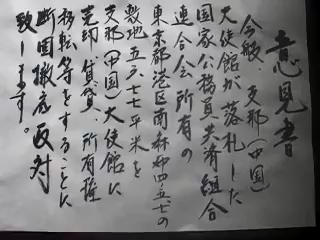 意見書
今般、支那(中国)
大使館が落札した
国家公務員共済組合
連合会所有の
東京都港区南麻布四五七の
敷地五六七七平米を
支那(中国)大使館に
売却、賃貸、所有権
移転等をすることに
断固撤底反対
致します。